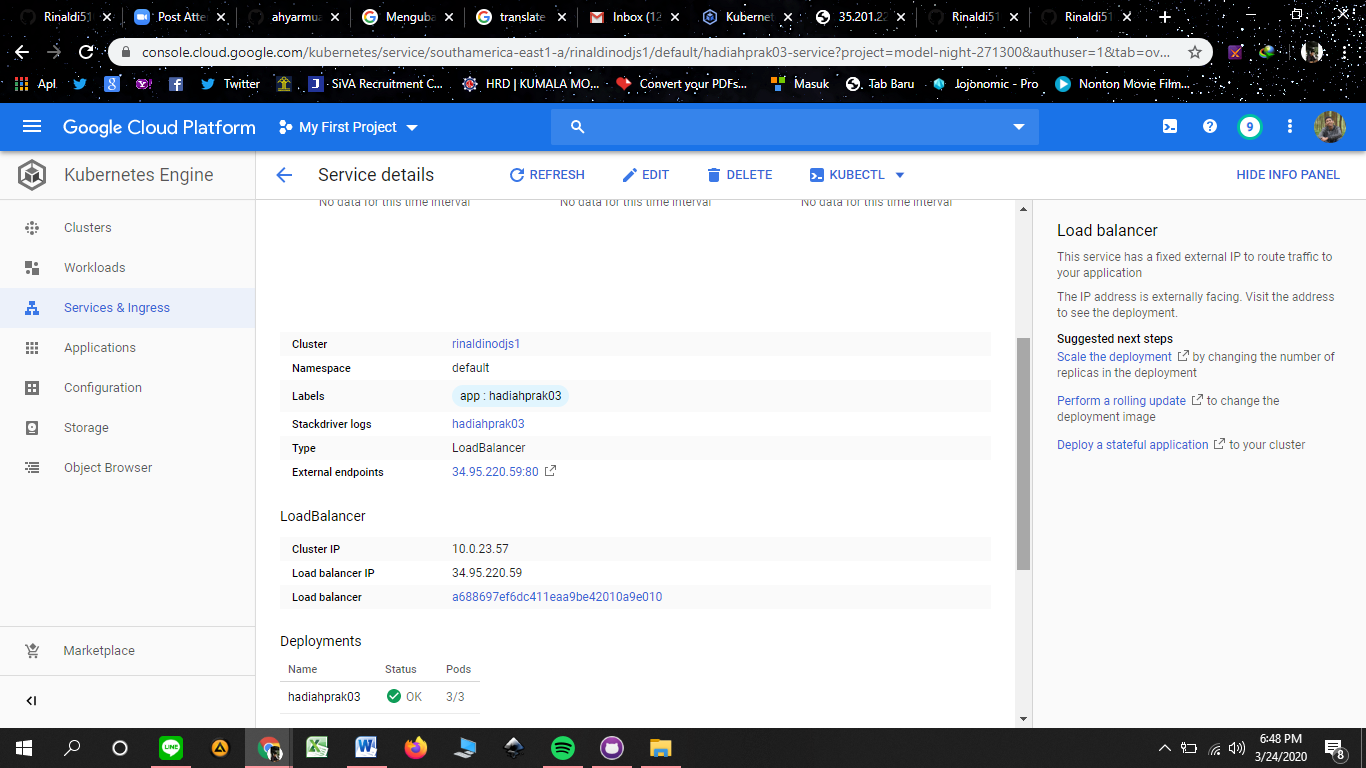 Rinaldi51
Post Atte
ahyarmua
Menguba
translate
Inbox (12
Kubernet
35.201.22
Rinaldi51
Rinaldi51
console.cloud.google.com/kubernetes/service/southamerica-east1-a/rinaldinodjs1/default/hadiahprak03-service?project=model-night-271300&authuser=1&tab=ov...
Apl
Twitter
SiVA Recruitment C...
HRD | KUMALA MO...
Convert your PDFs...
Masuk
Tab Baru
Jojonomic - Pro
Nonton Movie Film...
Google Cloud Platform
My First Project
9
Kubernetes Engine
Service details
REFRESH
EDIT
DELETE
KUBECTL
HIDE INFO PANEL
Clusters
Workloads
Services & Ingress
Applications
Configuration
Storage
Object Browser
Marketplace
No data for this time interval
No data for this time interval
No data for this time interval
Cluster rinaldinodjs1
Namespace default
Labels app : hadiahprak03
Stackdriver logs hadiahprak03
Type LoadBalancer
External endpoints 34.95.220.59:80
LoadBalancer
Cluster IP 10.0.23.57
Load balancer IP 34.95.220.59
Load balancer a688697ef6dc411eaa9be42010a9e010
Deployments
Name Status Pods
hadiahprak03 OK 3/3
Load balancer
This service has a fixed external IP to route traffic to
your application
The IP address is externally facing. Visit the address
to see the deployment.
Suggested next steps
Scale the deployment by changing the number of
replicas in the deployment
Perform a rolling update to change the
deployment image
Deploy a stateful application to your cluster
LINE
6:48 PM
3/24/2020
8